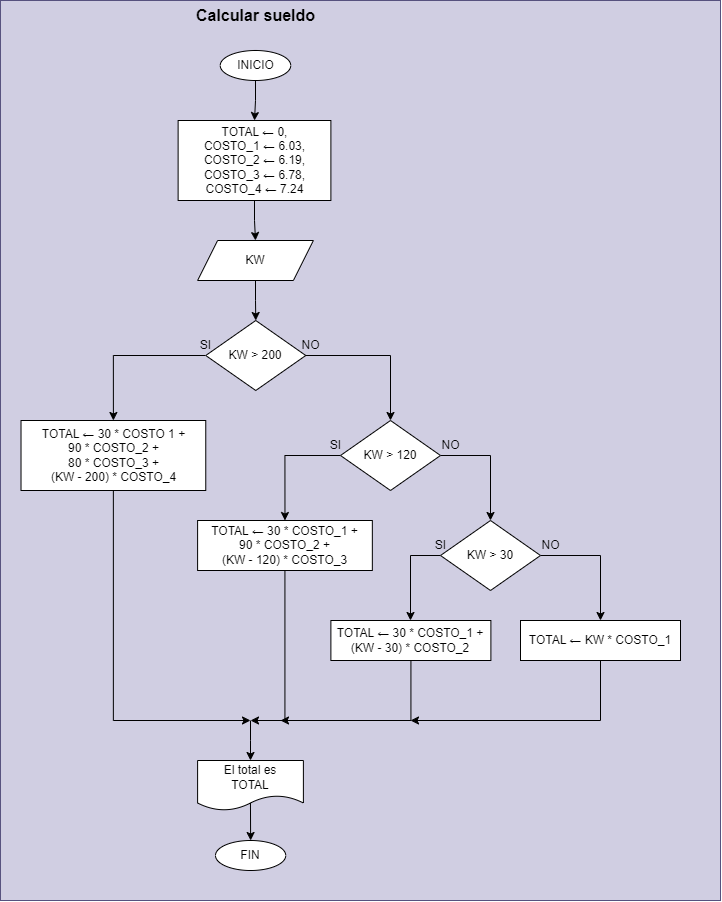 Calcular sueldo
INICIO
TOTAL ← 0,
COSTO_1 ← 6.03,
COSTO_2 ← 6.19,
COSTO_3 ← 6.78,
COSTO_4 ← 7.24
KW
KW > 200
SI
NO
TOTAL ← 30 * COSTO 1 +
90 * COSTO_2 +
80 * COSTO_3 +
(KW - 200) * COSTO_4
KW > 120
SI
NO
TOTAL ← 30 * COSTO_1 +
90 * COSTO_2 +
(KW - 120) * COSTO_3
KW > 30
SI
NO
TOTAL ← 30 * COSTO_1 +
(KW - 30) * COSTO_2
TOTAL ← KW * COSTO_1
El total es
TOTAL
FIN